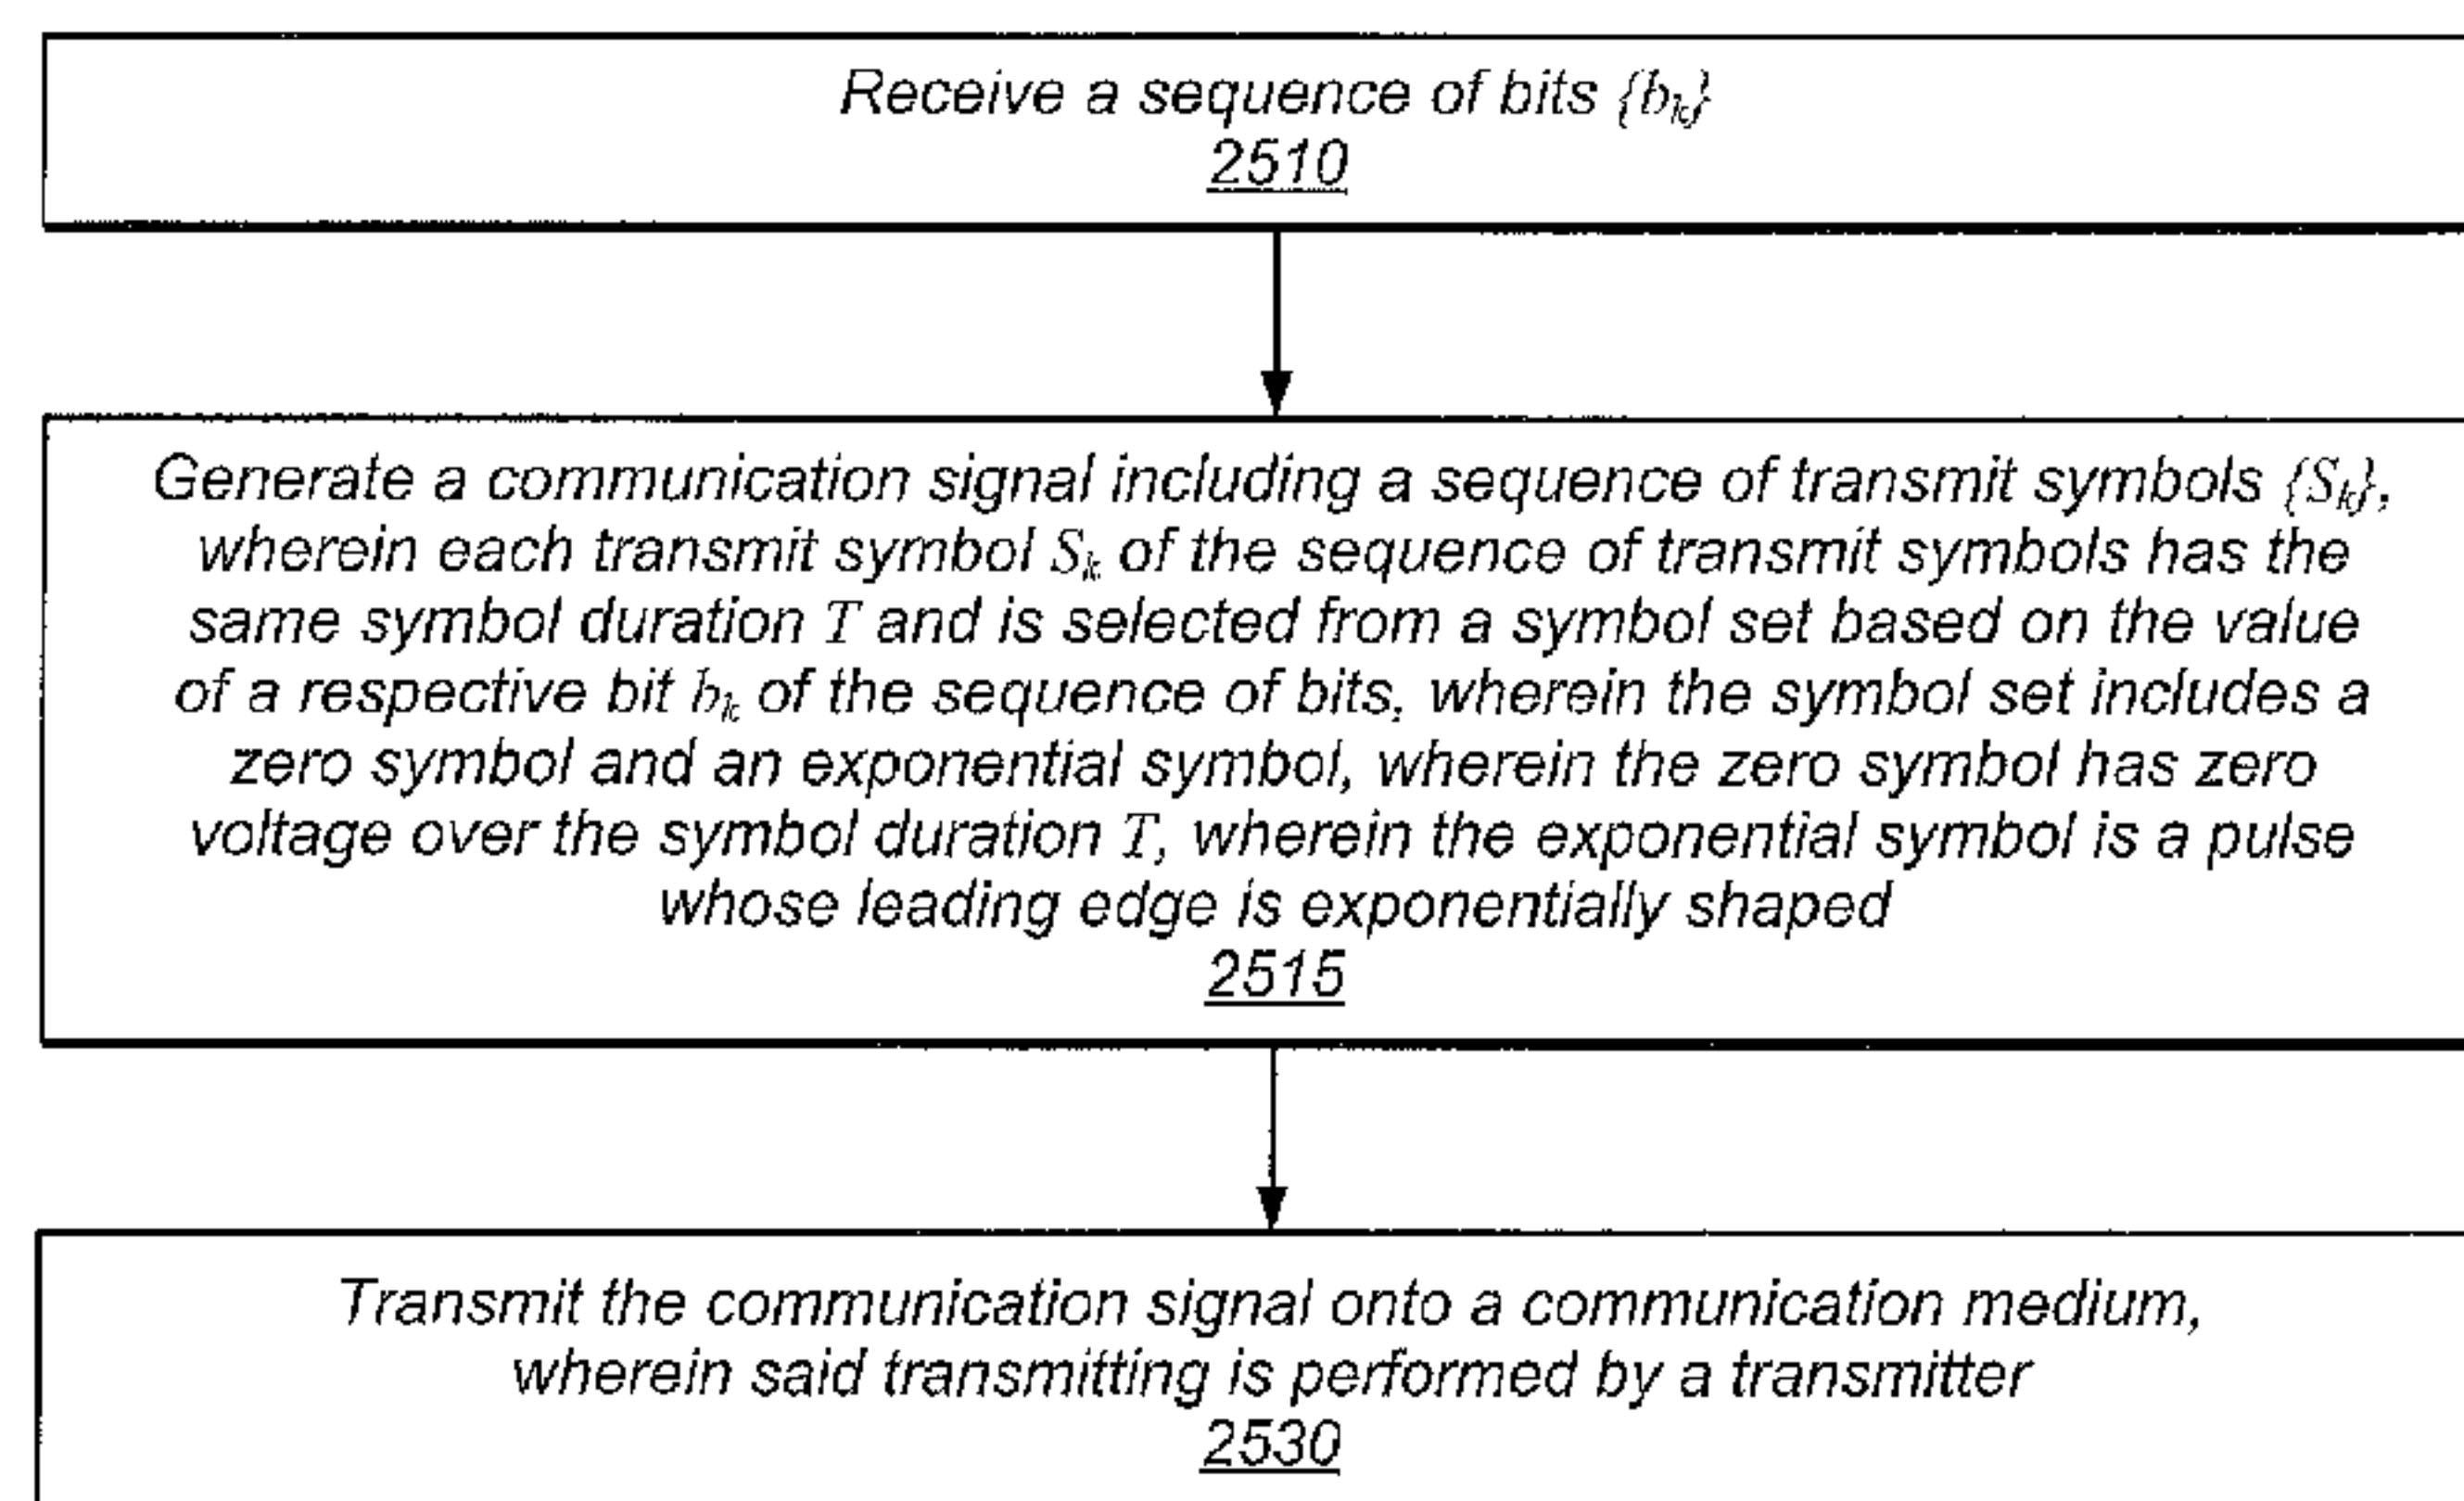 Receive a sequence of bits {bk}
2510
Generate a communication signal including a sequence of transmit symbols {Sk},
wherein each transmit symbol Sk of the sequence of transmit symbols has the
same symbol duration T and is selected from a symbol set based on the value
of a respective bit bk of the sequence of bits, wherein the symbol set includes a
zero symbol and an exponential symbol, wherein the zero symbol has zero
voltage over the symbol duration T, wherein the exponential symbol is a pulse
whose leading edge is exponentially shaped
2515
Transmit the communication signal onto a communication medium,
wherein said transmitting is performed by a transmitter
2530